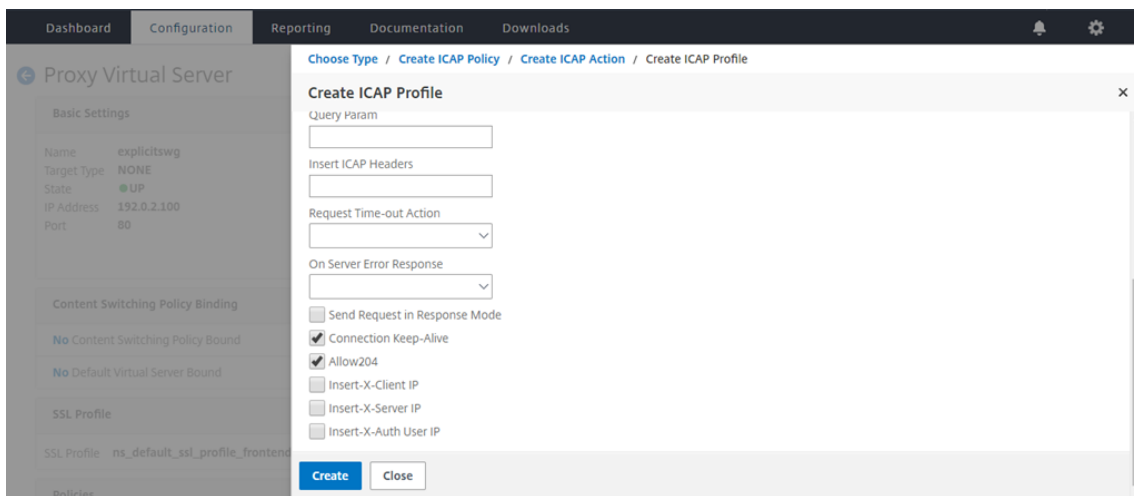 Dashboard Configuration Reporting Documentation Downloads
Proxy Virtual Server
Basic Settings
Name explicitswg
Target Type NONE
State UP
IP Address 192.0.2.100
Port 80
Content Switching Policy Binding
No Content Switching Policy Bound
No Default Virtual Server Bound
SSL Profile
SSL Profile ns_default_ssl_profile_frontend
Policies
Choose Type / Create ICAP Policy / Create ICAP Action / Create ICAP Profile
Create ICAP Profile
Query Param
Insert ICAP Headers
Request Time-out Action
On Server Error Response
Send Request in Response Mode
Connection Keep-Alive
Allow204
Insert-X-Client IP
Insert-X-Server IP
Insert-X-Auth User IP
Create Close